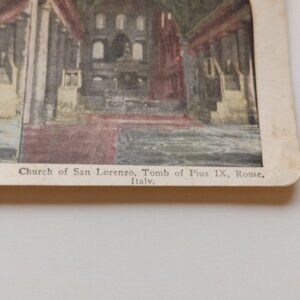 Church of San Lorenzo, Tomb of Pius IX, Rome,
Italy.